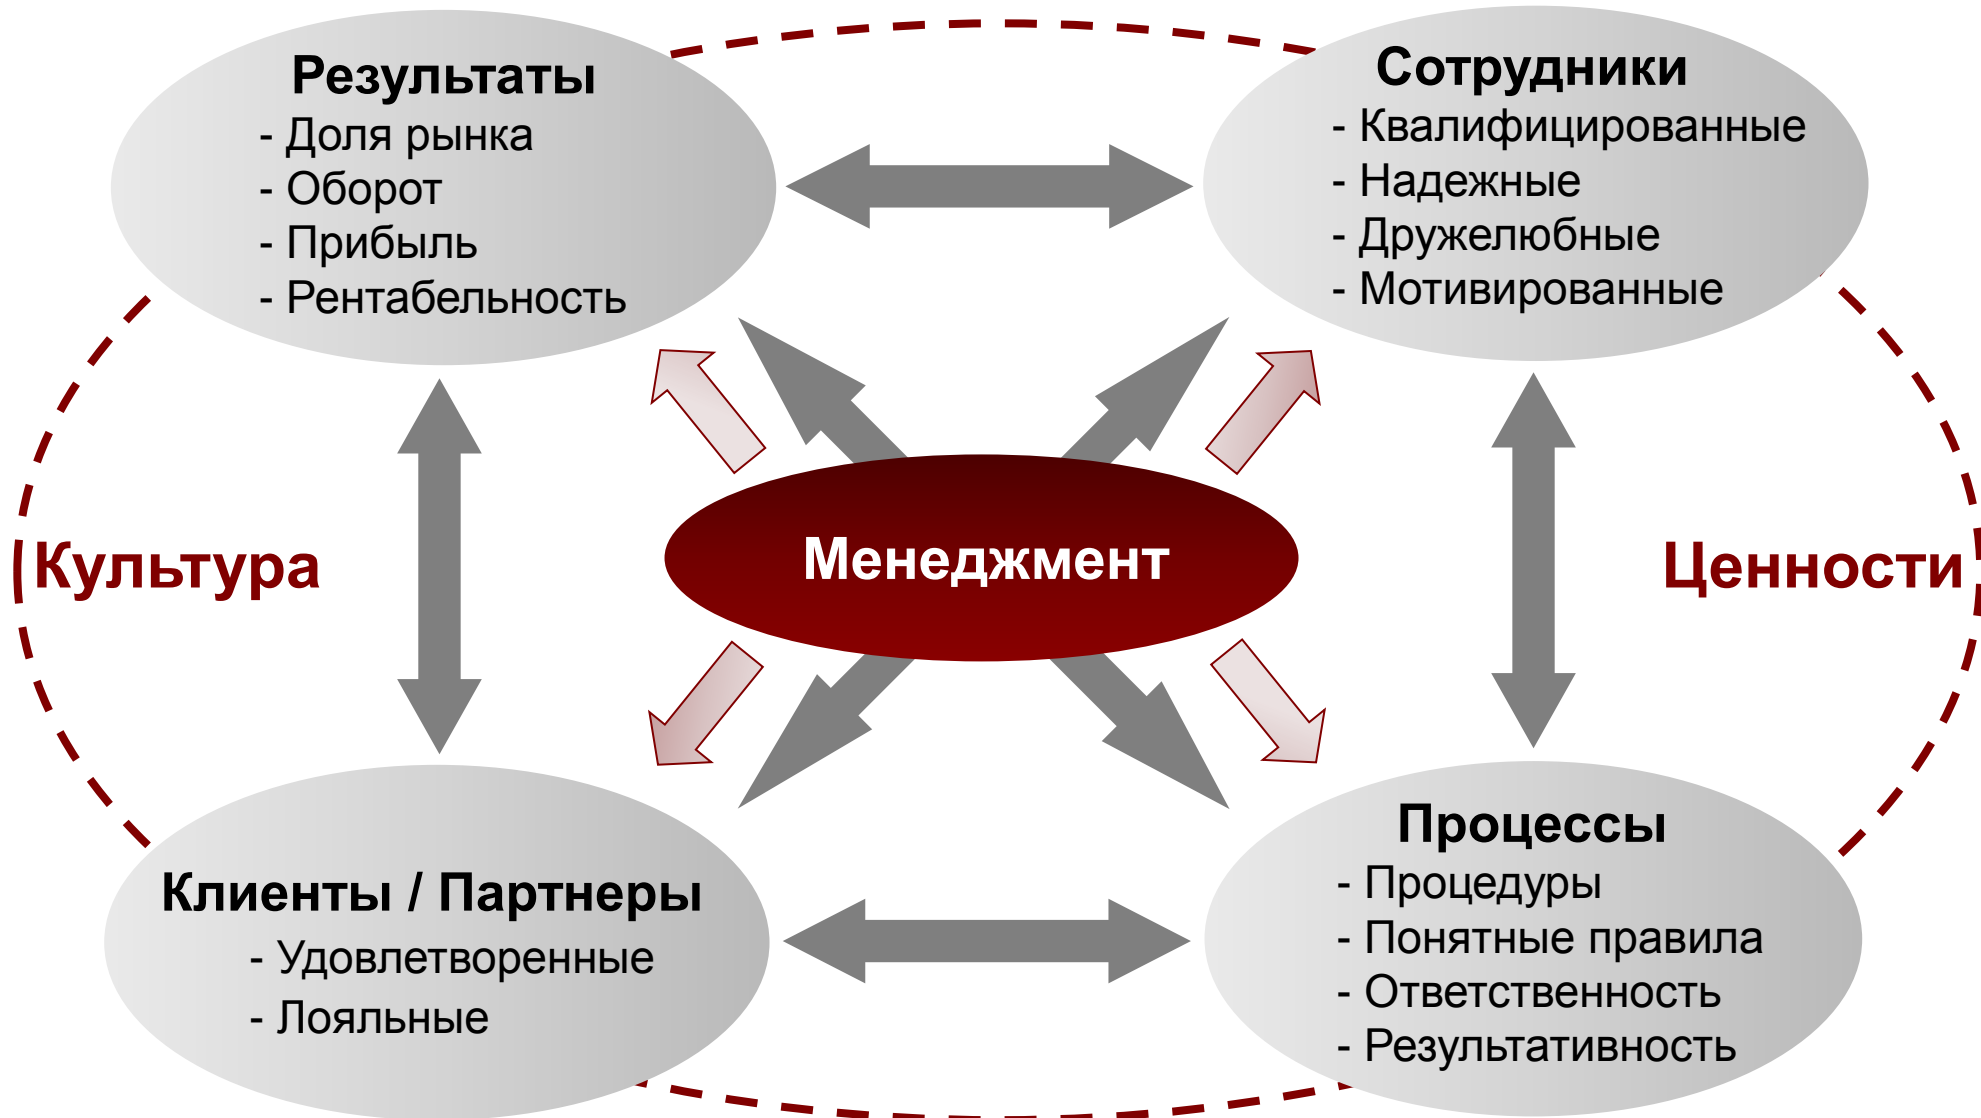 Результаты
- Доля рынка
- Оборот
- Прибыль
- Рентабельность
Сотрудники
- Квалифицированные
- Надежные
- Дружелюбные
- Мотивированные
Культура
Менеджмент
Ценности
Клиенты / Партнеры
- Удовлетворенные
- Лояльные
Процессы
- Процедуры
- Понятные правила
- Ответственность
- Результативность